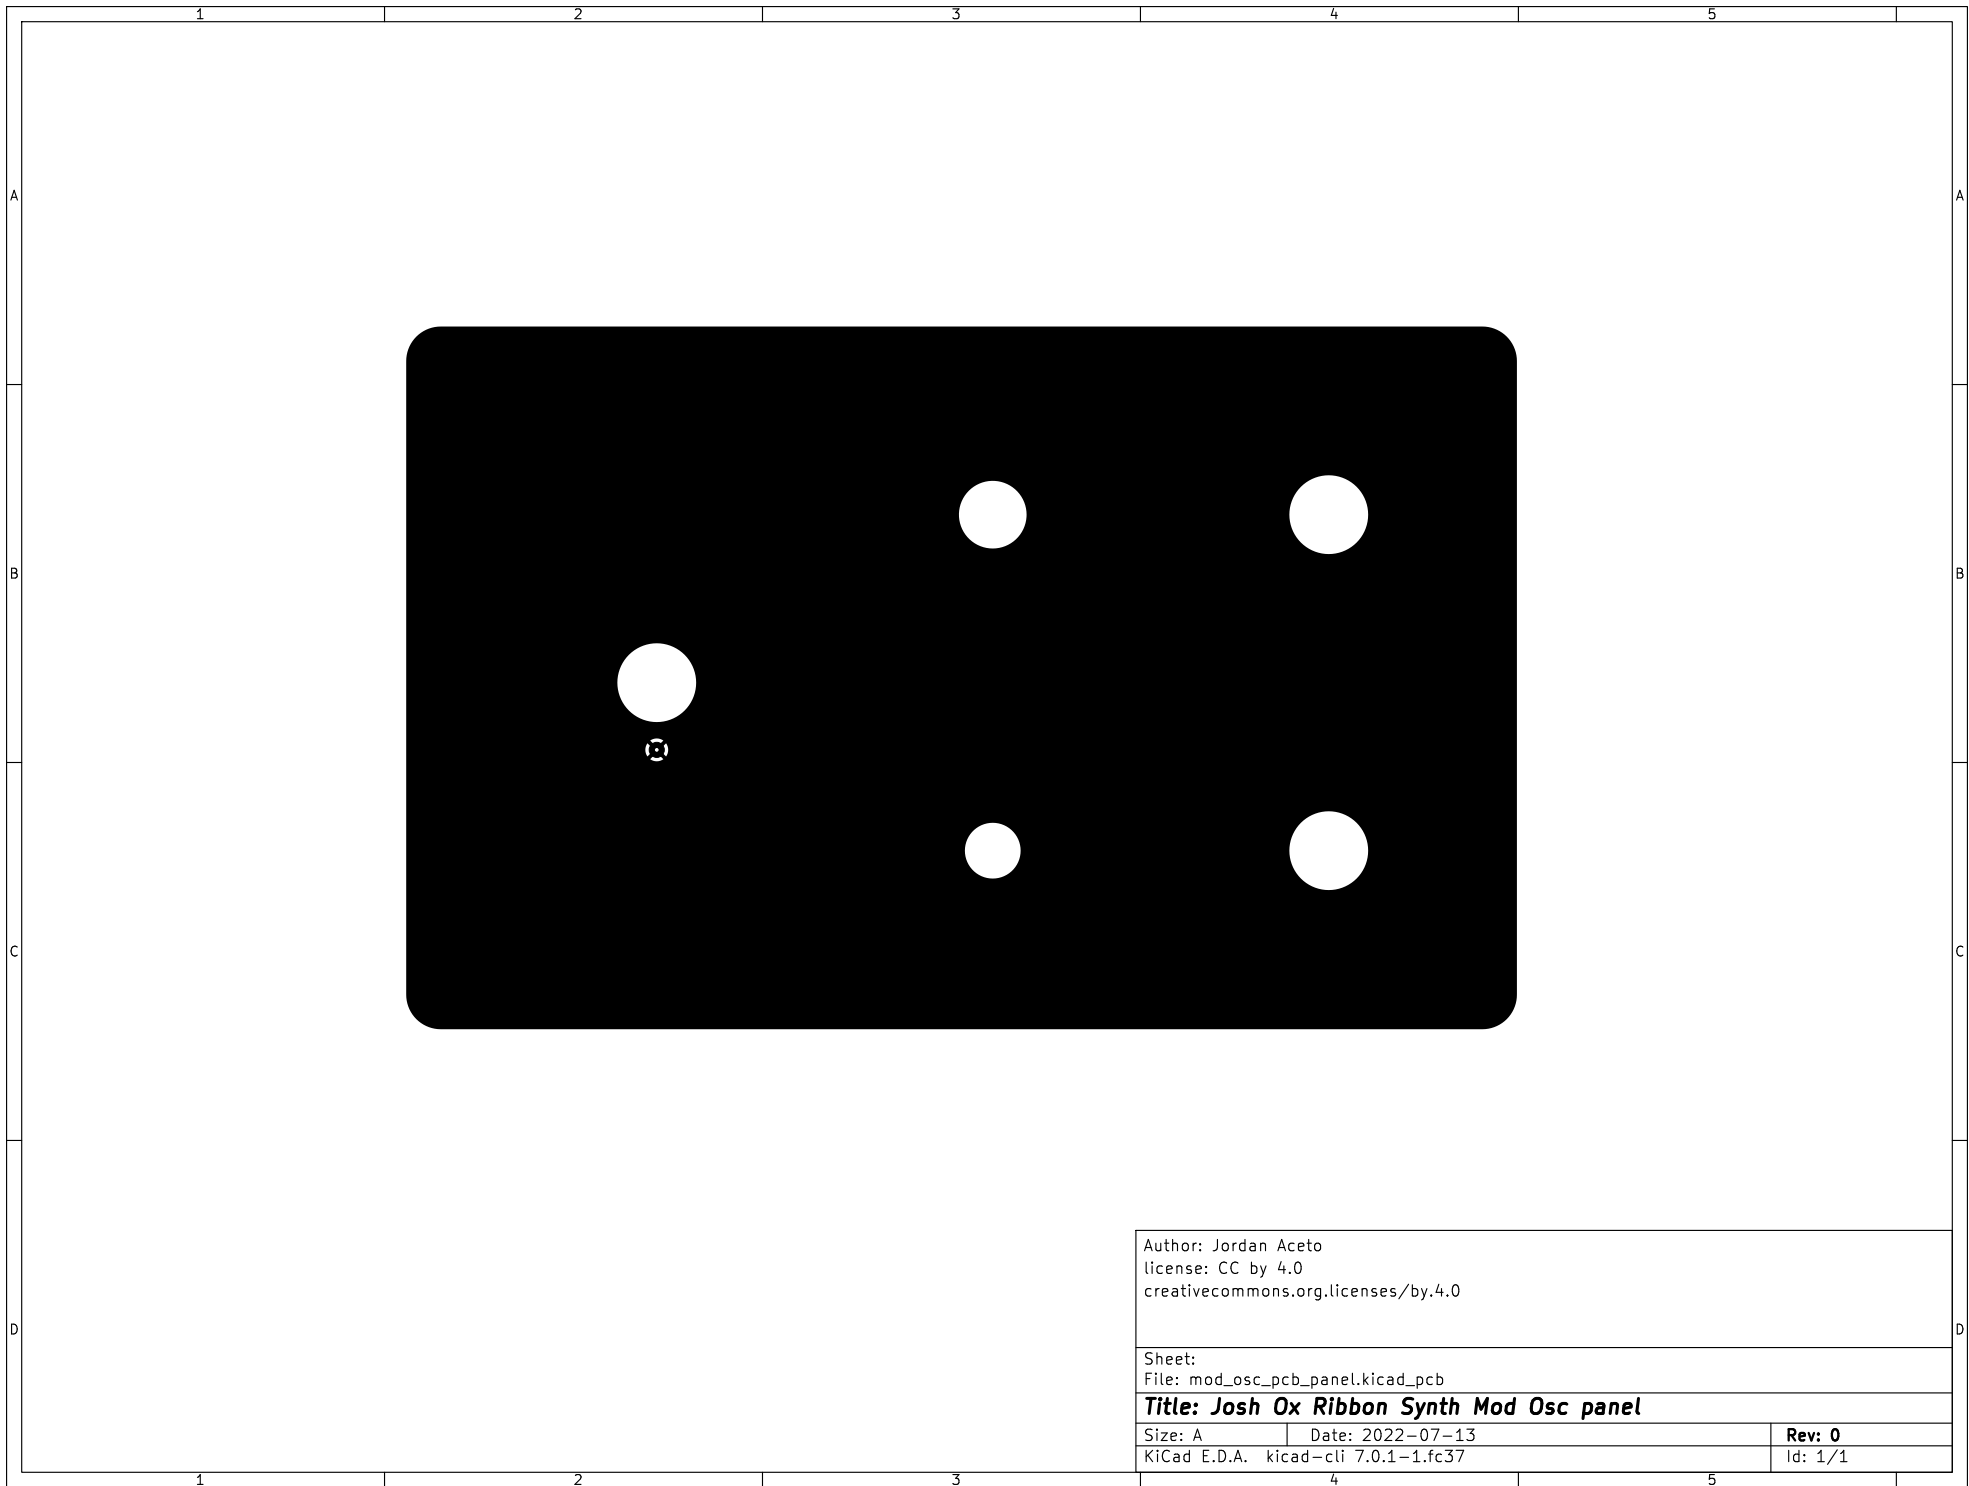 1 2 3 4 5
A A
B B
C C
D D
Author: Jordan Aceto
license: CC by 4.0
creativecommons.org.licenses/by.4.0
Sheet:
File: mod_osc_pcb_panel.kicad_pcb
Title: Josh Ox Ribbon Synth Mod Osc panel
Size: A Date: 2022-07-13 Rev: 0
KiCad E.D.A. kicad-cli 7.0.1-1.fc37 Id: 1/1
1 2 3 4 5